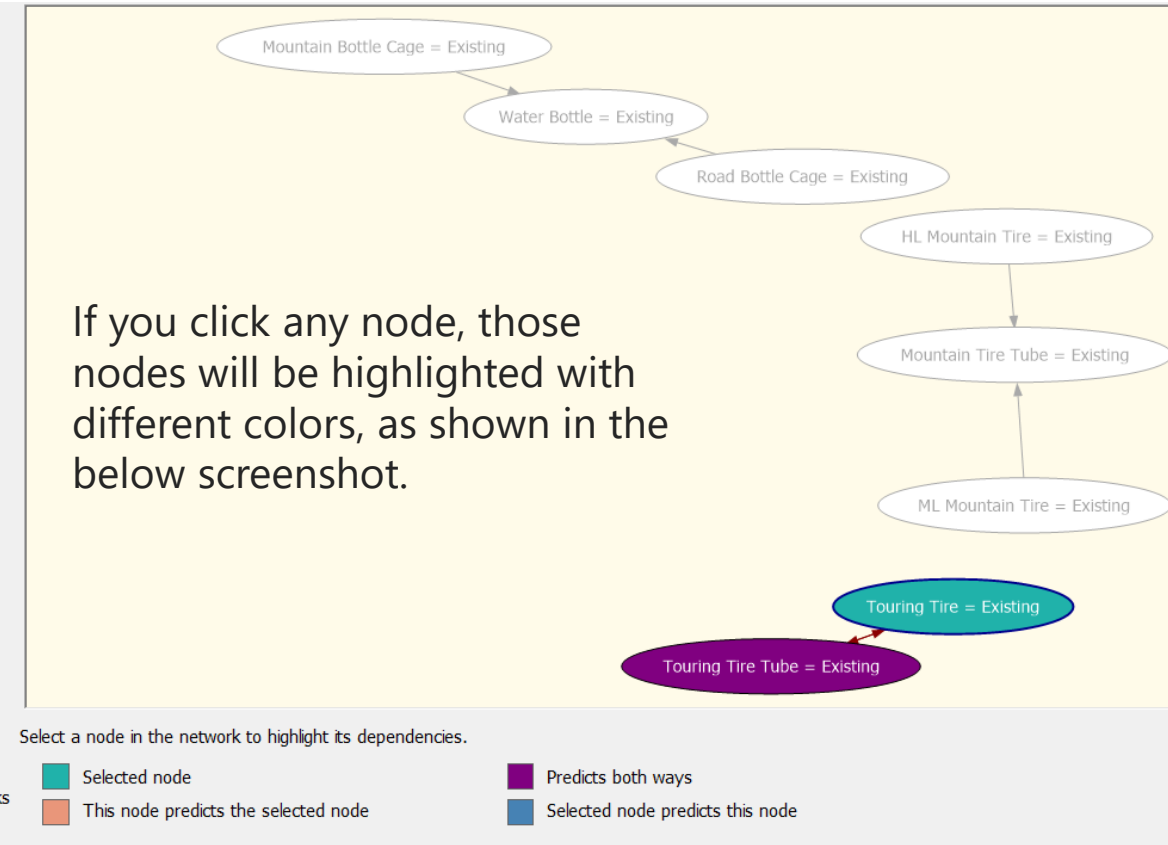 Mountain Bottle Cage = Existing
Water Bottle = Existing
Road Bottle Cage = Existing
HL Mountain Tire = Existing
Mountain Tire Tube = Existing
ML Mountain Tire = Existing
If you click any node, those
nodes will be highlighted with
different colors, as shown in the
below screenshot.
Touring Tire = Existing
Touring Tire Tube = Existing
Select a node in the network to highlight its dependencies.
Selected node
Predicts both ways
This node predicts the selected node
Selected node predicts this node